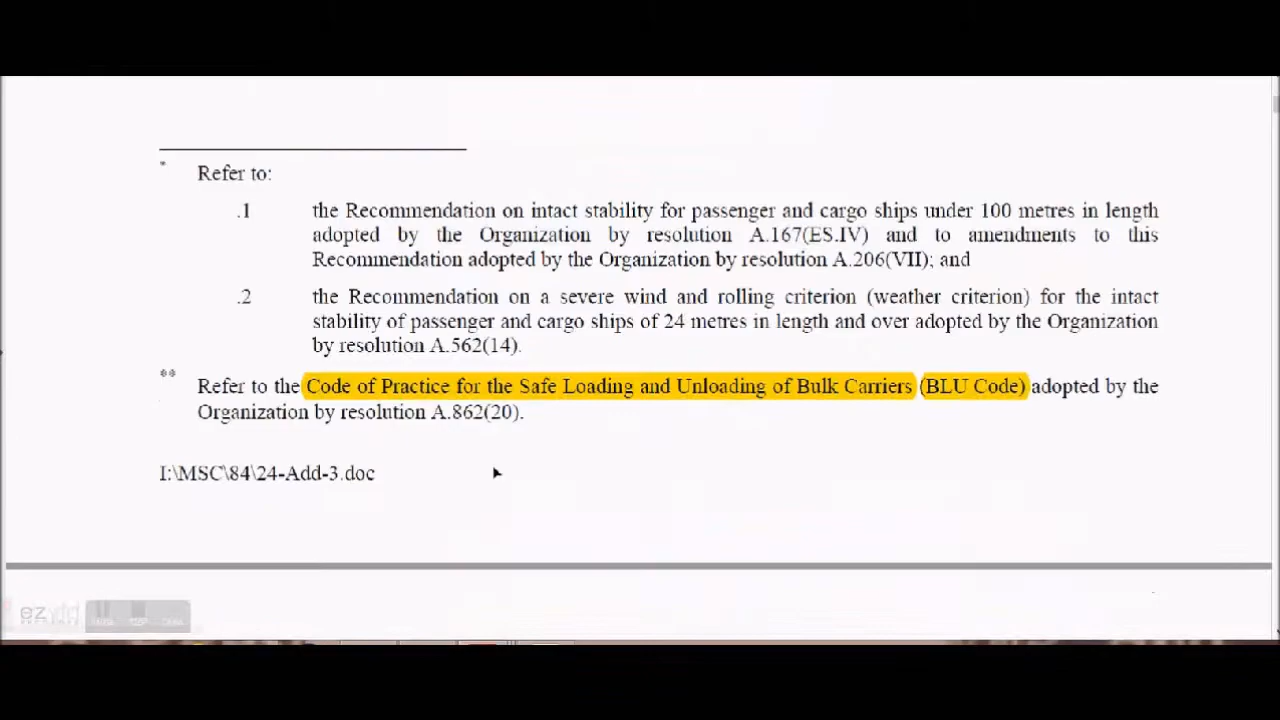 * Refer to:
.1 the Recommendation on intact stability for passenger and cargo ships under 100 metres in length
adopted by the Organization by resolution A.167(ES.IV) and to amendments to this
Recommendation adopted by the Organization by resolution A.206(VII); and
.2 the Recommendation on a severe wind and rolling criterion (weather criterion) for the intact
stability of passenger and cargo ships of 24 metres in length and over adopted by the Organization
by resolution A.562(14).
** Refer to the Code of Practice for the Safe Loading and Unloading of Bulk Carriers (BLU Code) adopted by the
Organization by resolution A.862(20).
I:\MSC\84\24-Add-3.doc